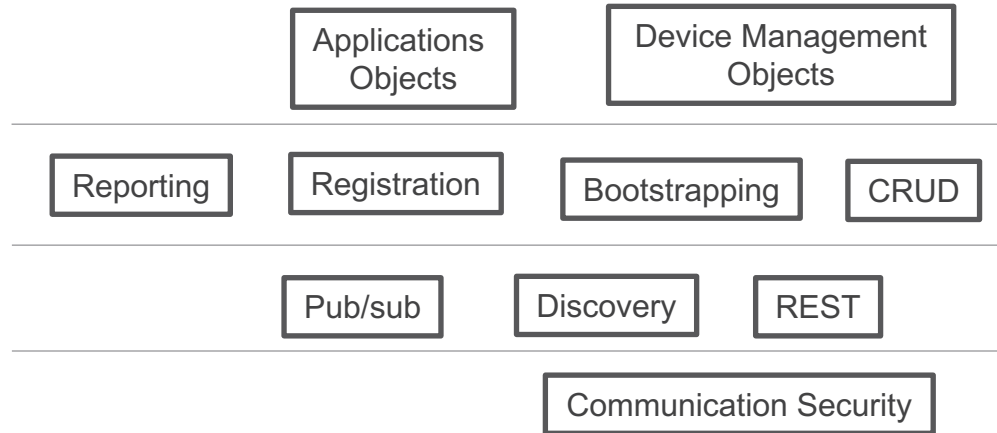 Applications
Objects
Device Management
Objects
Reporting
Registration
Bootstrapping
CRUD
Pub/sub
Discovery
REST
Communication Security